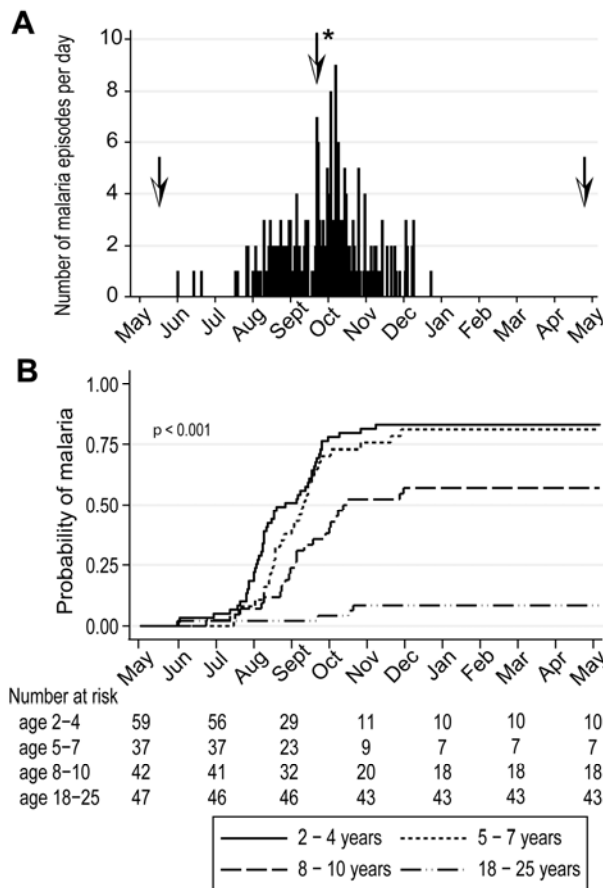 A
Number of malaria episodes per day
10
8
6
4
2
0
*
May Jun Jul Aug Sept Oct Nov Dec Jan Feb Mar Apr May
B
Probability of malaria
1.00
0.75
0.50
0.25
0.00
p < 0.001
May Jun Jul Aug Sept Oct Nov Dec Jan Feb Mar Apr May
Number at risk
age 2–4 59 56 29 11 10 10 10
age 5–7 37 37 23 9 7 7 7
age 8–10 42 41 32 20 18 18 18
age 18–25 47 46 46 43 43 43 43
2 – 4 years 5 – 7 years
8 – 10 years 18 – 25 years